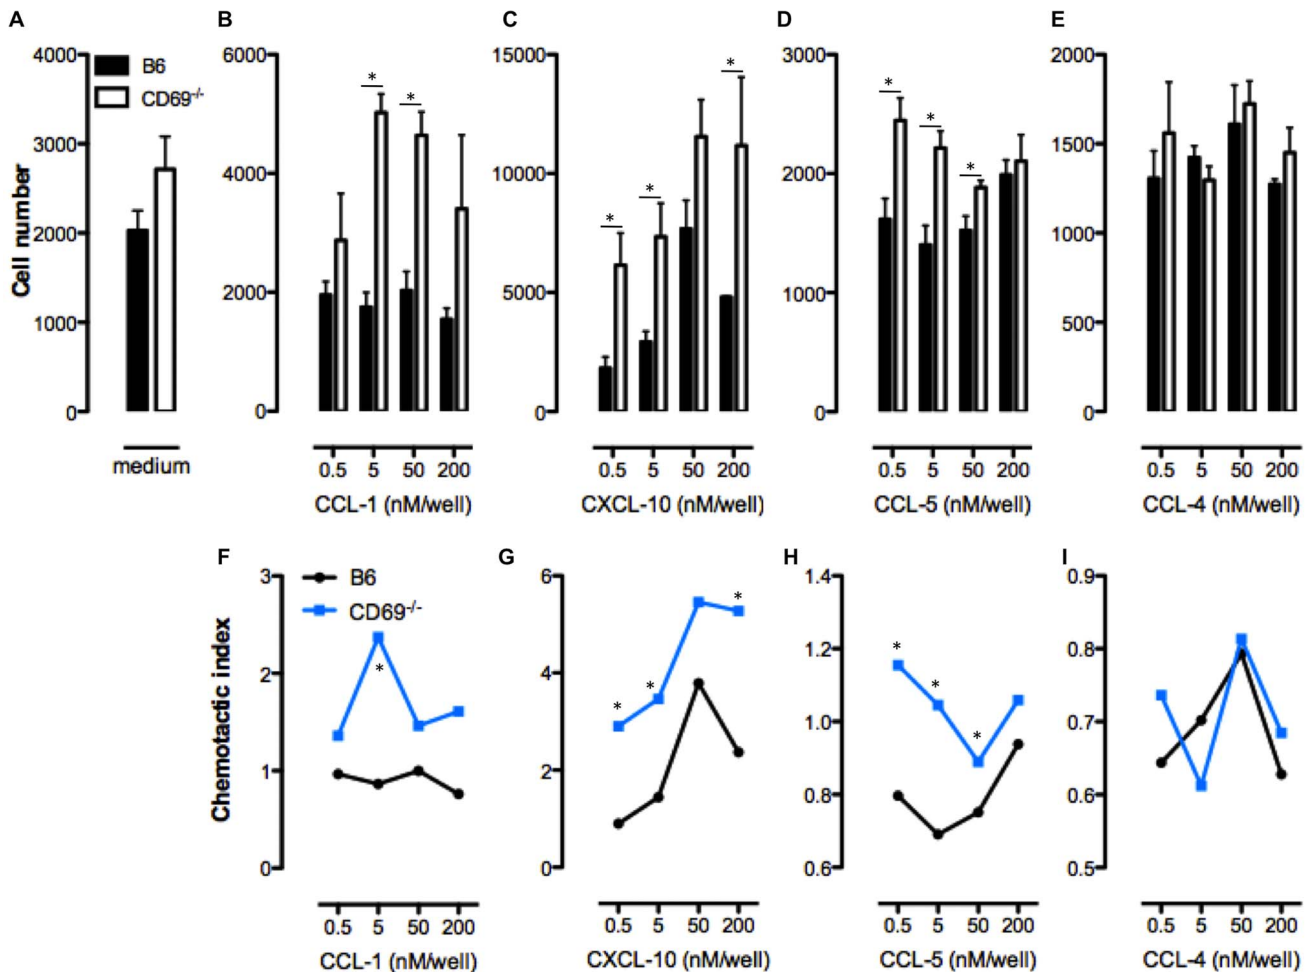 A
B
C
D
E
B6
CD69-/-
Cell number
4000
3000
2000
1000
0
medium
6000
4000
2000
0
*
*
0.5 5 50 200
CCL-1 (nM/well)
15000
10000
5000
0
*
*
*
0.5 5 50 200
CXCL-10 (nM/well)
3000
2000
1000
0
*
*
*
0.5 5 50 200
CCL-5 (nM/well)
2000
1500
1000
500
0
0.5 5 50 200
CCL-4 (nM/well)
F
G
H
I
B6
CD69-/-
Chemotactic index
3
2
1
0
*
0.5 5 50 200
CCL-1 (nM/well)
6
4
2
0
*
*
*
0.5 5 50 200
CXCL-10 (nM/well)
1.4
1.2
1.0
0.8
0.6
*
*
*
0.5 5 50 200
CCL-5 (nM/well)
0.9
0.8
0.7
0.6
0.5
0.5 5 50 200
CCL-4 (nM/well)